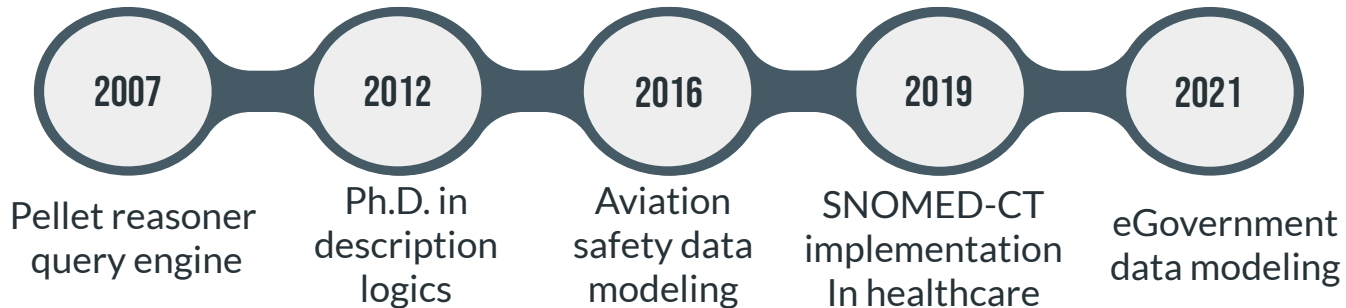 2007
2012
2016
2019
2021
Pellet reasoner
query engine
Ph.D. in
description
logics
Aviation
safety data
modeling
SNOMED-CT
implementation
In healthcare
eGovernment
data modeling